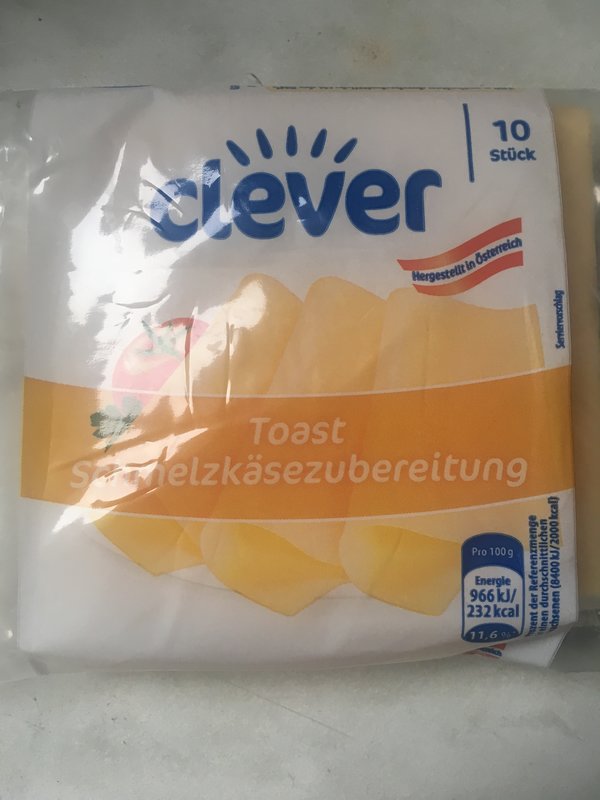 10
Stück
clever
Hergestellt in Österreich
Serviervorschlag
Toast
Schmelzkäsezubereitung
Pro 100 g
Energie
966 kJ/
232 kcal
11,6 %
der Referenzmenge
einen durchschnittlichen
(8400 kJ/2000 kcal)